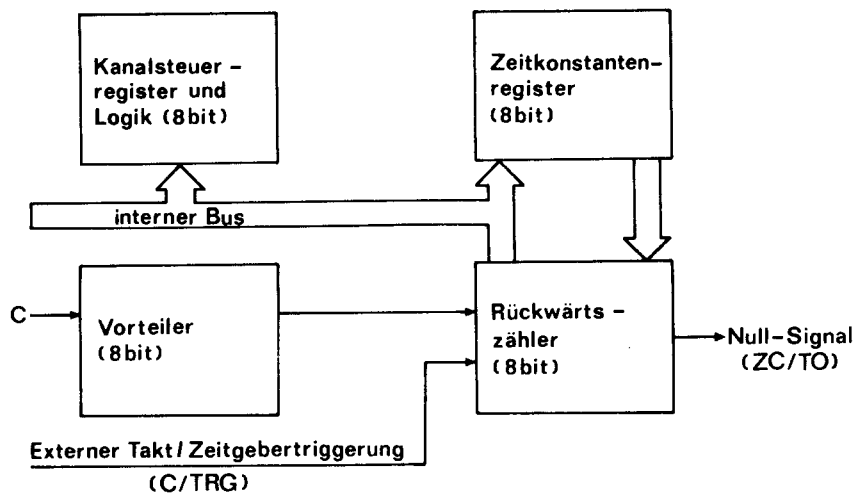 Kanalsteuer-
register und
Logik (8bit)
Zeitkonstanten-
register
(8bit)
interner Bus
C
Vorteiler
(8bit)
Rückwärts-
zähler
(8bit)
Null-Signal
(ZC/TO)
Externer Takt/Zeitgebertriggerung
(C/TRG)